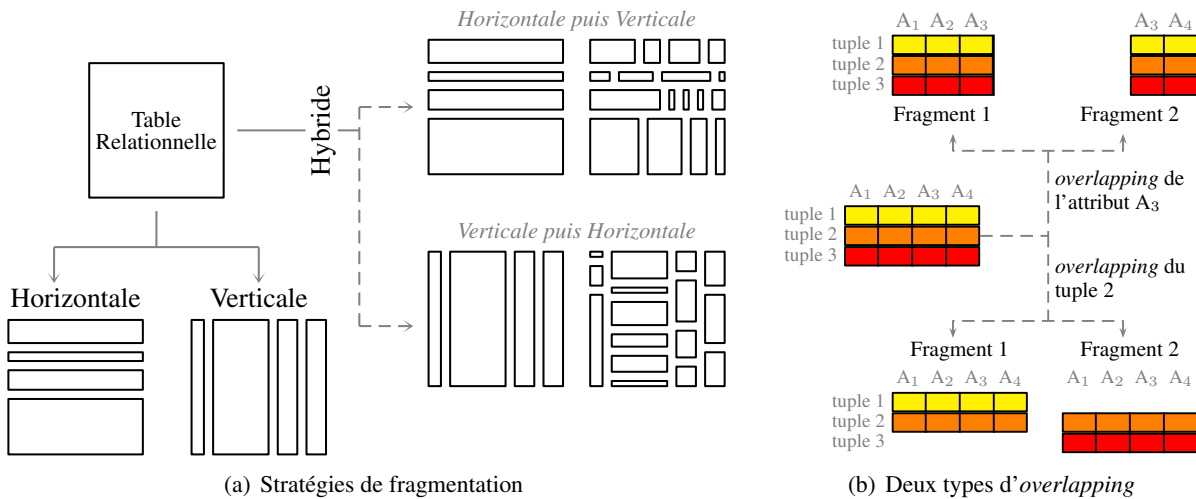 Table
Relationnelle
Hybride
Horizontale
Verticale
Horizontale puis Verticale
Verticale puis Horizontale
(a) Stratégies de fragmentation
A₁ A₂ A₃
A₃ A₄
tuple 1
tuple 2
tuple 3
Fragment 1
Fragment 2
overlapping de
l'attribut A₃
A₁ A₂ A₃ A₄
tuple 1
tuple 2
tuple 3
overlapping du
tuple 2
Fragment 1
Fragment 2
A₁ A₂ A₃ A₄
A₁ A₂ A₃ A₄
tuple 1
tuple 2
tuple 3
(b) Deux types d'overlapping